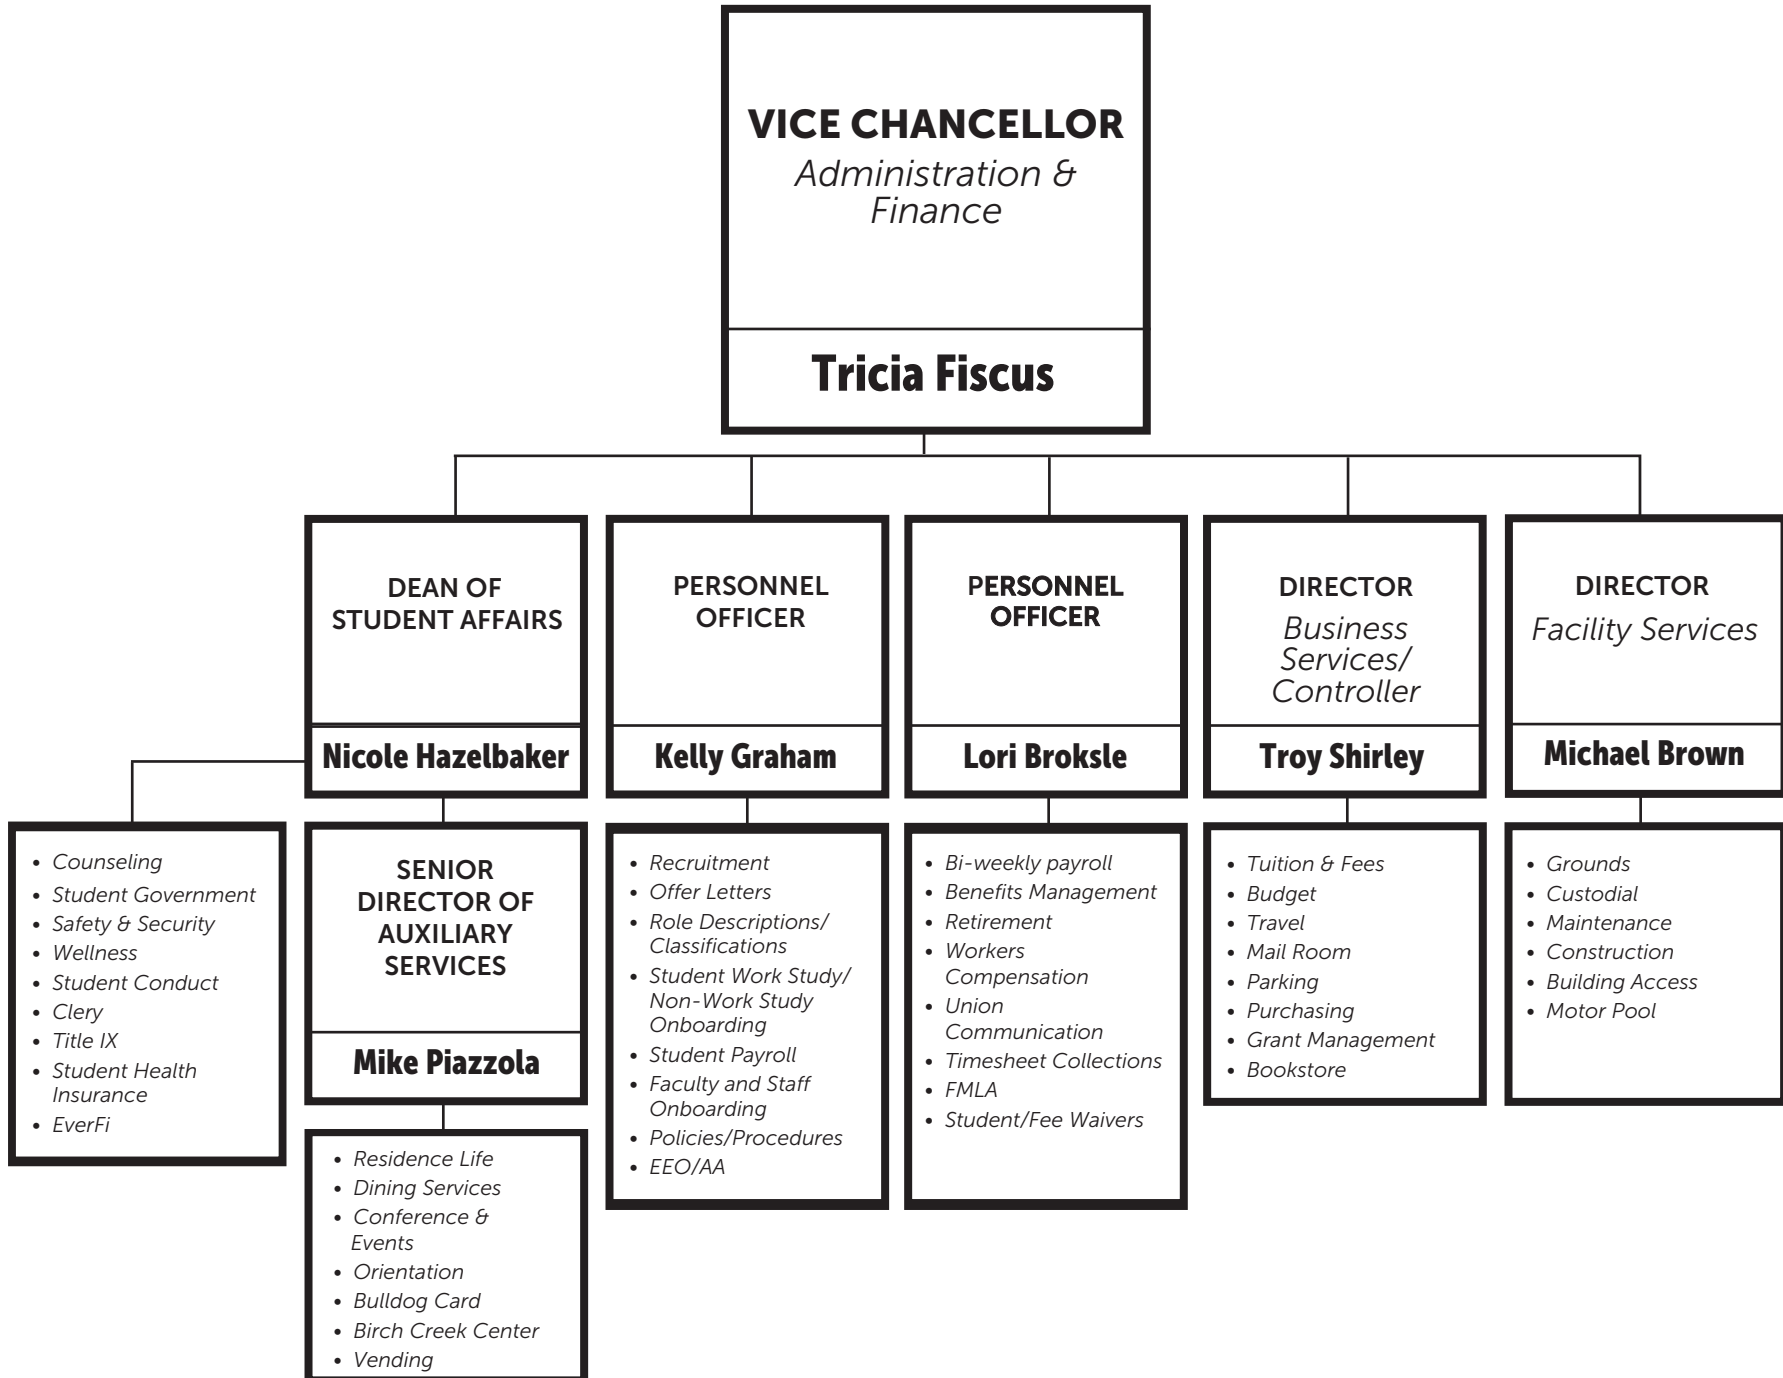 VICE CHANCELLOR
Administration &
Finance
Tricia Fiscus
DEAN OF
STUDENT AFFAIRS
Nicole Hazelbaker
PERSONNEL
OFFICER
Kelly Graham
PERSONNEL
OFFICER
Lori Broksle
DIRECTOR
Business
Services/
Controller
Troy Shirley
DIRECTOR
Facility Services
Michael Brown
• Counseling
• Student Government
• Safety & Security
• Wellness
• Student Conduct
• Clery
• Title IX
• Student Health
Insurance
• EverFi
SENIOR
DIRECTOR OF
AUXILIARY
SERVICES
Mike Piazzola
• Residence Life
• Dining Services
• Conference &
Events
• Orientation
• Bulldog Card
• Birch Creek Center
• Vending
• Recruitment
• Offer Letters
• Role Descriptions/
Classifications
• Student Work Study/
Non-Work Study
Onboarding
• Student Payroll
• Faculty and Staff
Onboarding
• Policies/Procedures
• EEO/AA
• Bi-weekly payroll
• Benefits Management
• Retirement
• Workers
Compensation
• Union
Communication
• Timesheet Collections
• FMLA
• Student/Fee Waivers
• Tuition & Fees
• Budget
• Travel
• Mail Room
• Parking
• Purchasing
• Grant Management
• Bookstore
• Grounds
• Custodial
• Maintenance
• Construction
• Building Access
• Motor Pool